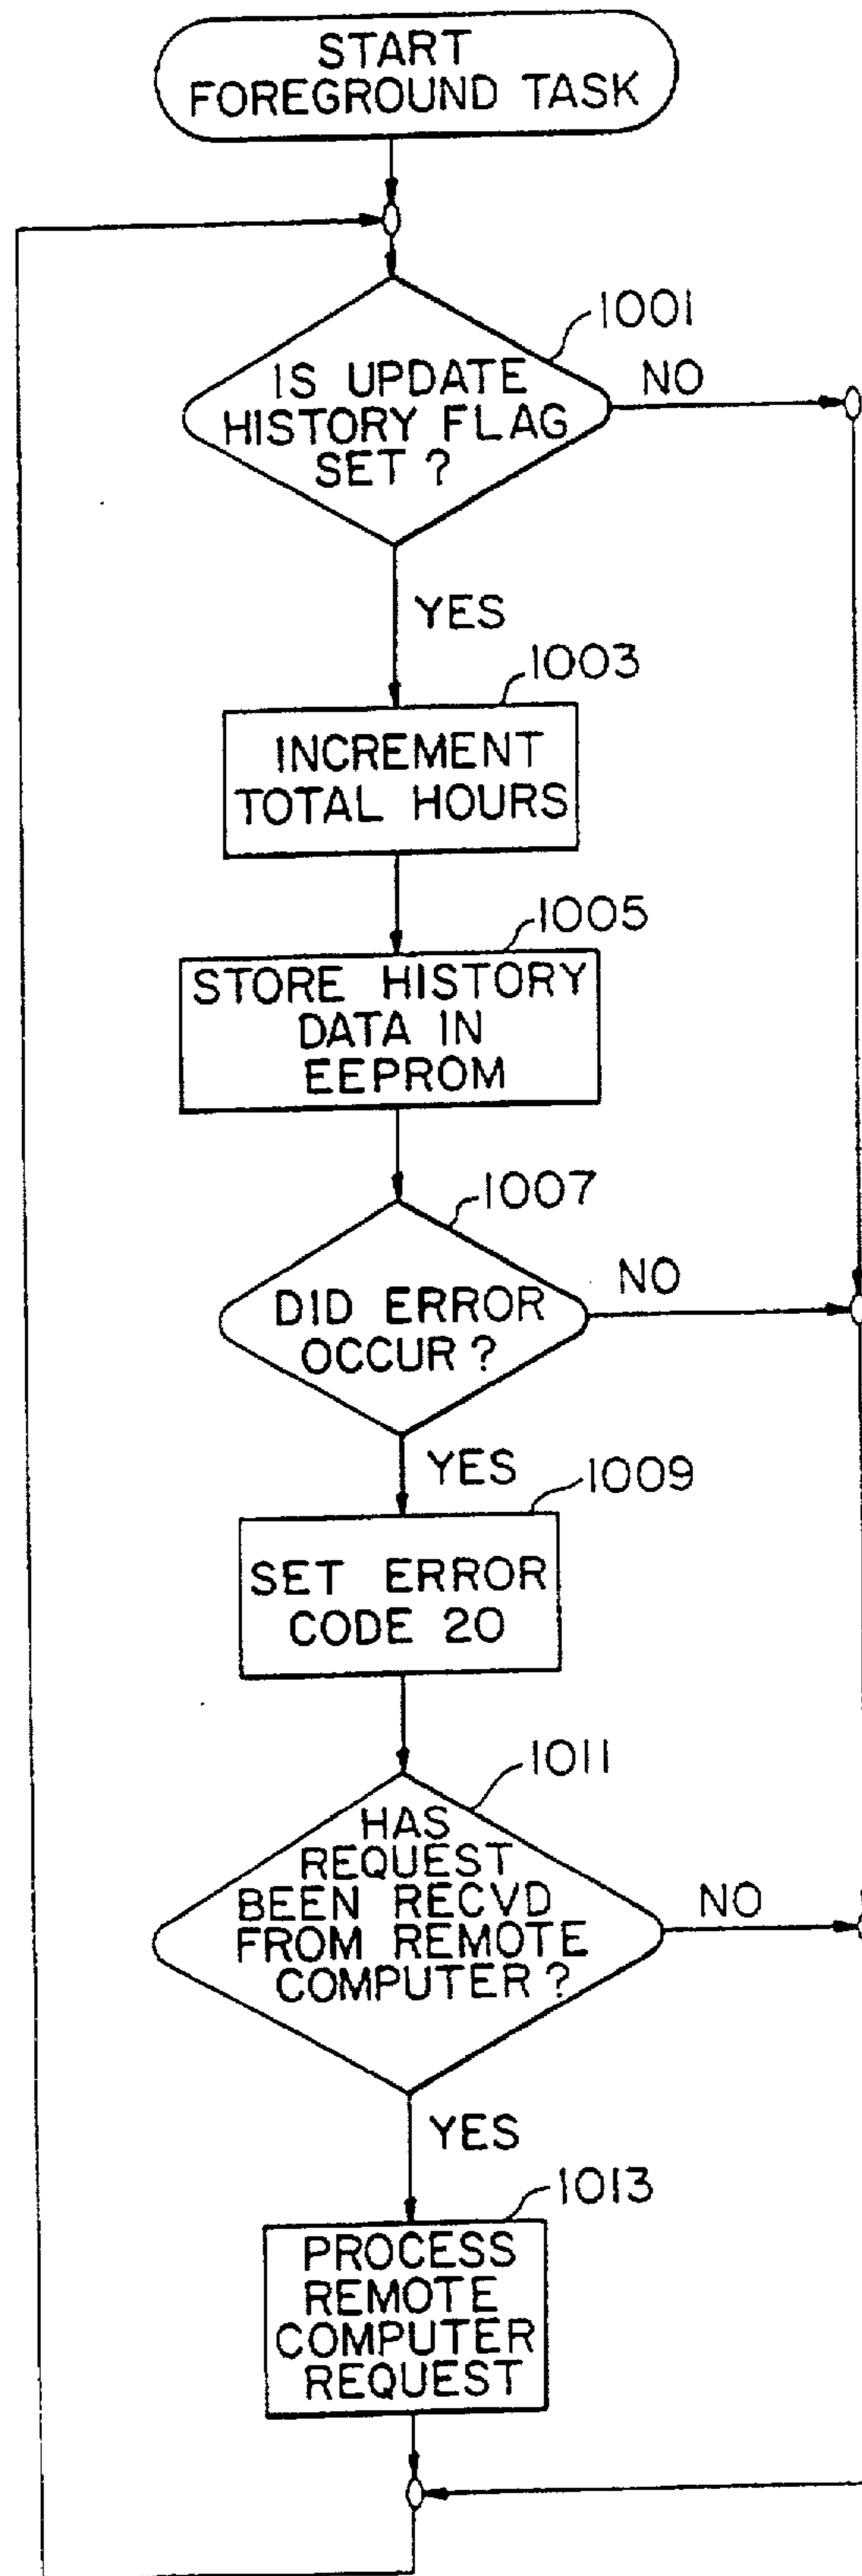 START
FOREGROUND TASK
1001
IS UPDATE
HISTORY FLAG
SET?
NO
YES
1003
INCREMENT
TOTAL HOURS
1005
STORE HISTORY
DATA IN
EEPROM
1007
DID ERROR
OCCUR?
NO
YES
1009
SET ERROR
CODE 20
1011
HAS
REQUEST
BEEN RECVD
FROM REMOTE
COMPUTER?
NO
YES
1013
PROCESS
REMOTE
COMPUTER
REQUEST